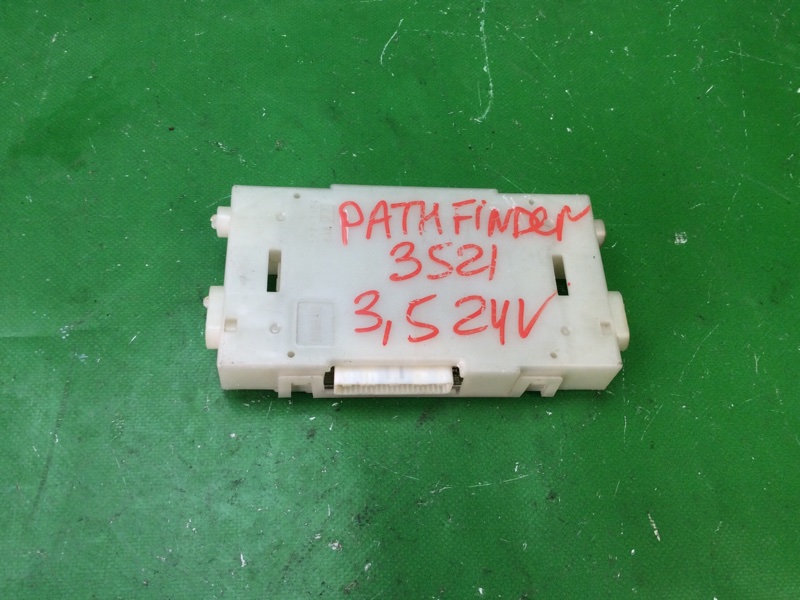 PATHFiNDeR
3521
3,5 24V